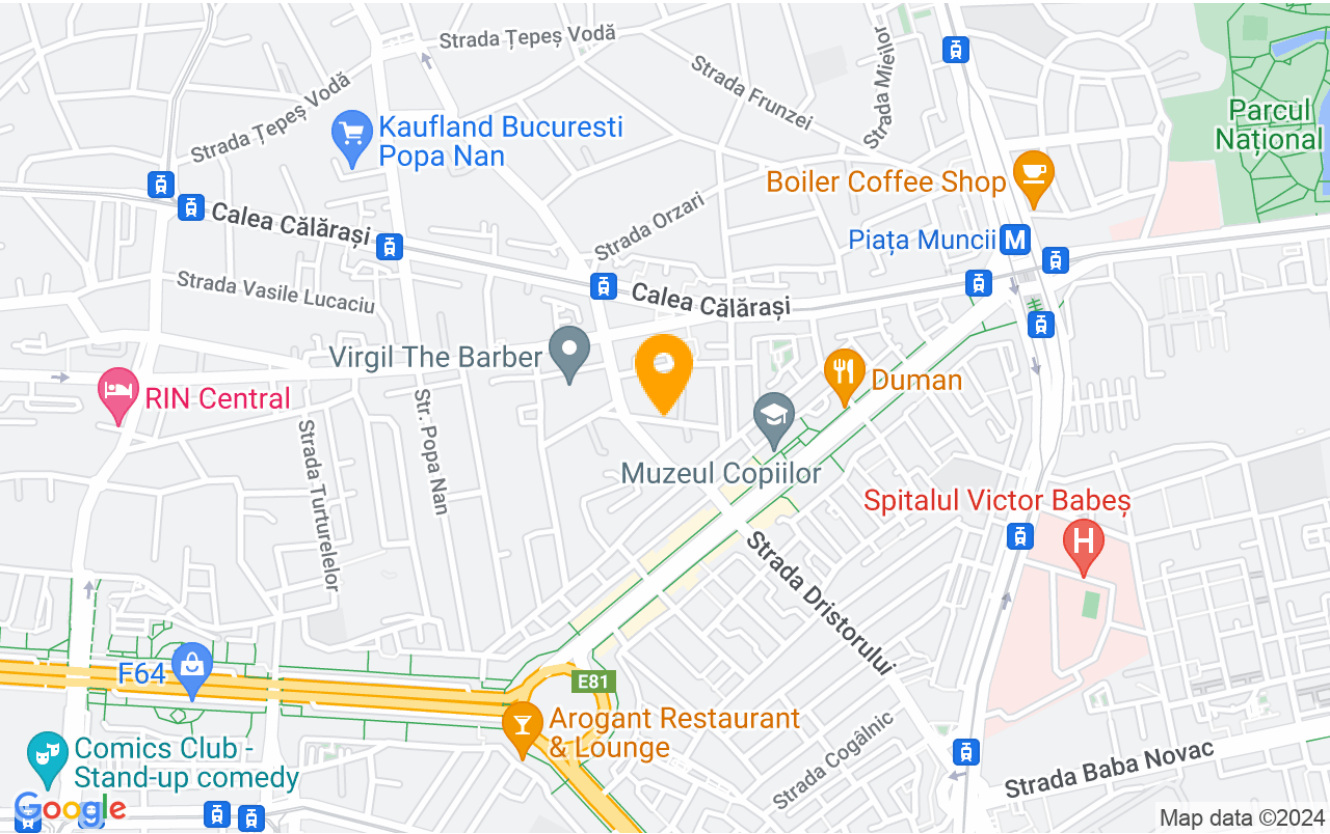 Strada Țepeș Vodă
Strada Frunzei
Strada Mieilor
Parcul
Național
Strada Țepeș Vodă
Kaufland Bucuresti
Popa Nan
Boiler Coffee Shop
Calea Călărași
Strada Orzari
Piața Muncii
M
Strada Vasile Lucaciu
Calea Călărași
Virgil The Barber
Duman
RIN Central
Str. Popa Nan
Muzeul Copiilor
Strada Turturelelor
Spitalul Victor Babeș
H
Strada Dristorului
F64
E81
Arogant Restaurant
& Lounge
Strada Cogâlnic
Comics Club -
Stand-up comedy
Strada Baba Novac
Google
Map data ©2024